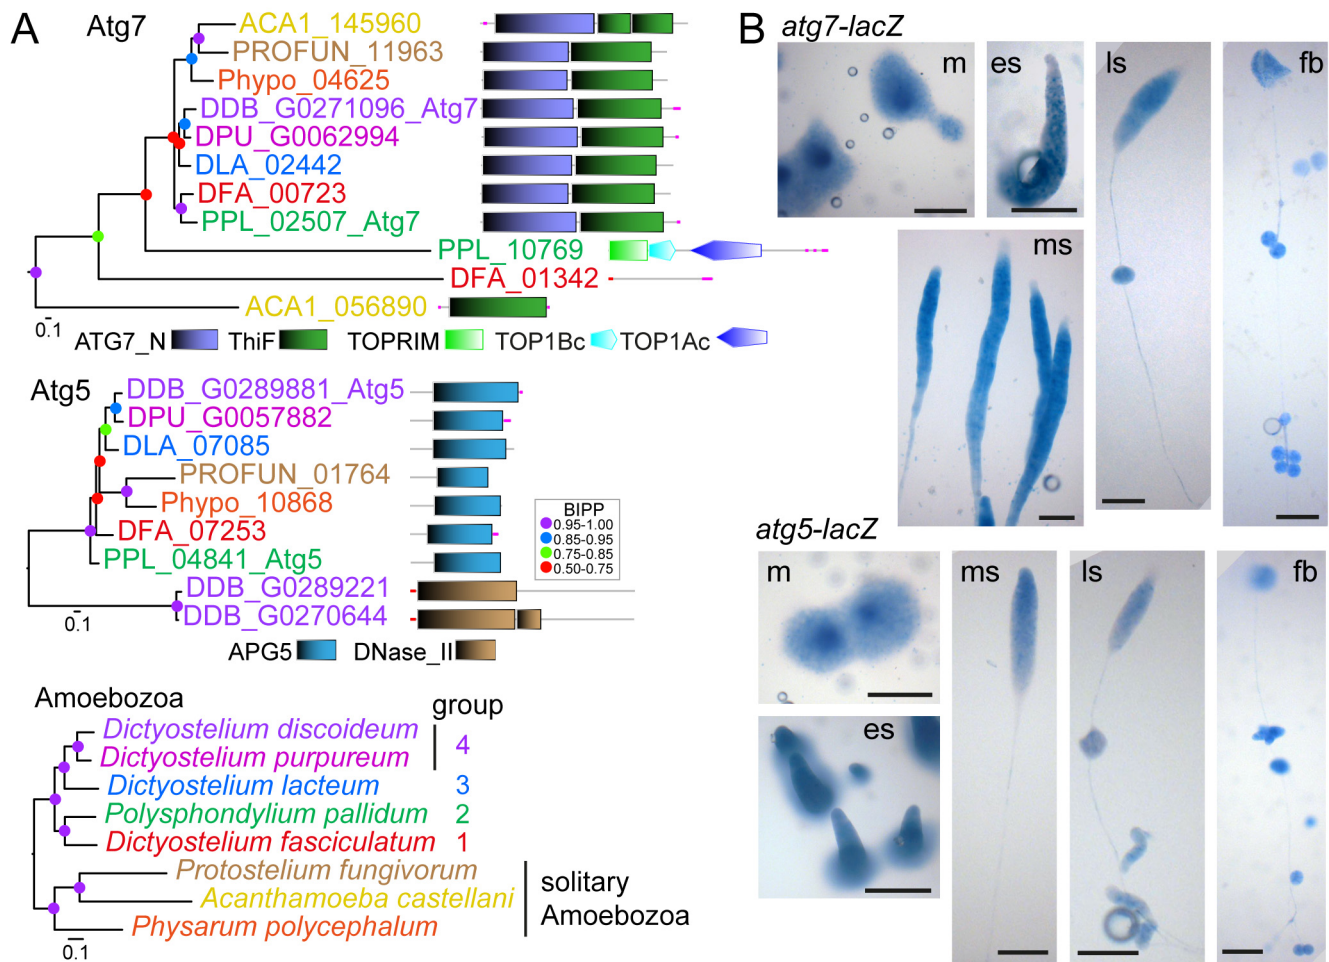 A
Atg7
ACA1_145960
PROFUN_11963
Phypo_04625
DDB_G0271096_Atg7
DPU_G0062994
DLA_02442
DFA_00723
PPL_02507_Atg7
PPL_10769
DFA_01342
ACA1_056890
0.1
ATG7_N ThiF TOPRIM TOP1Bc TOP1Ac
Atg5
DDB_G0289881_Atg5
DPU_G0057882
DLA_07085
PROFUN_01764
Phypo_10868
DFA_07253
PPL_04841_Atg5
DDB_G0289221
DDB_G0270644
0.1
BIPP
0.95-1.00
0.85-0.95
0.75-0.85
0.50-0.75
APG5 DNase_II
Amoebozoa
group
Dictyostelium discoideum
Dictyostelium purpureum
4
Dictyostelium lacteum 3
Polysphondylium pallidum 2
Dictyostelium fasciculatum 1
Protostelium fungivorum
Acanthamoeba castellani
Physarum polycephalum
solitary
Amoebozoa
0.1
B
atg7-lacZ
m
es
ls
fb
ms
atg5-lacZ
m
ms
ls
fb
es